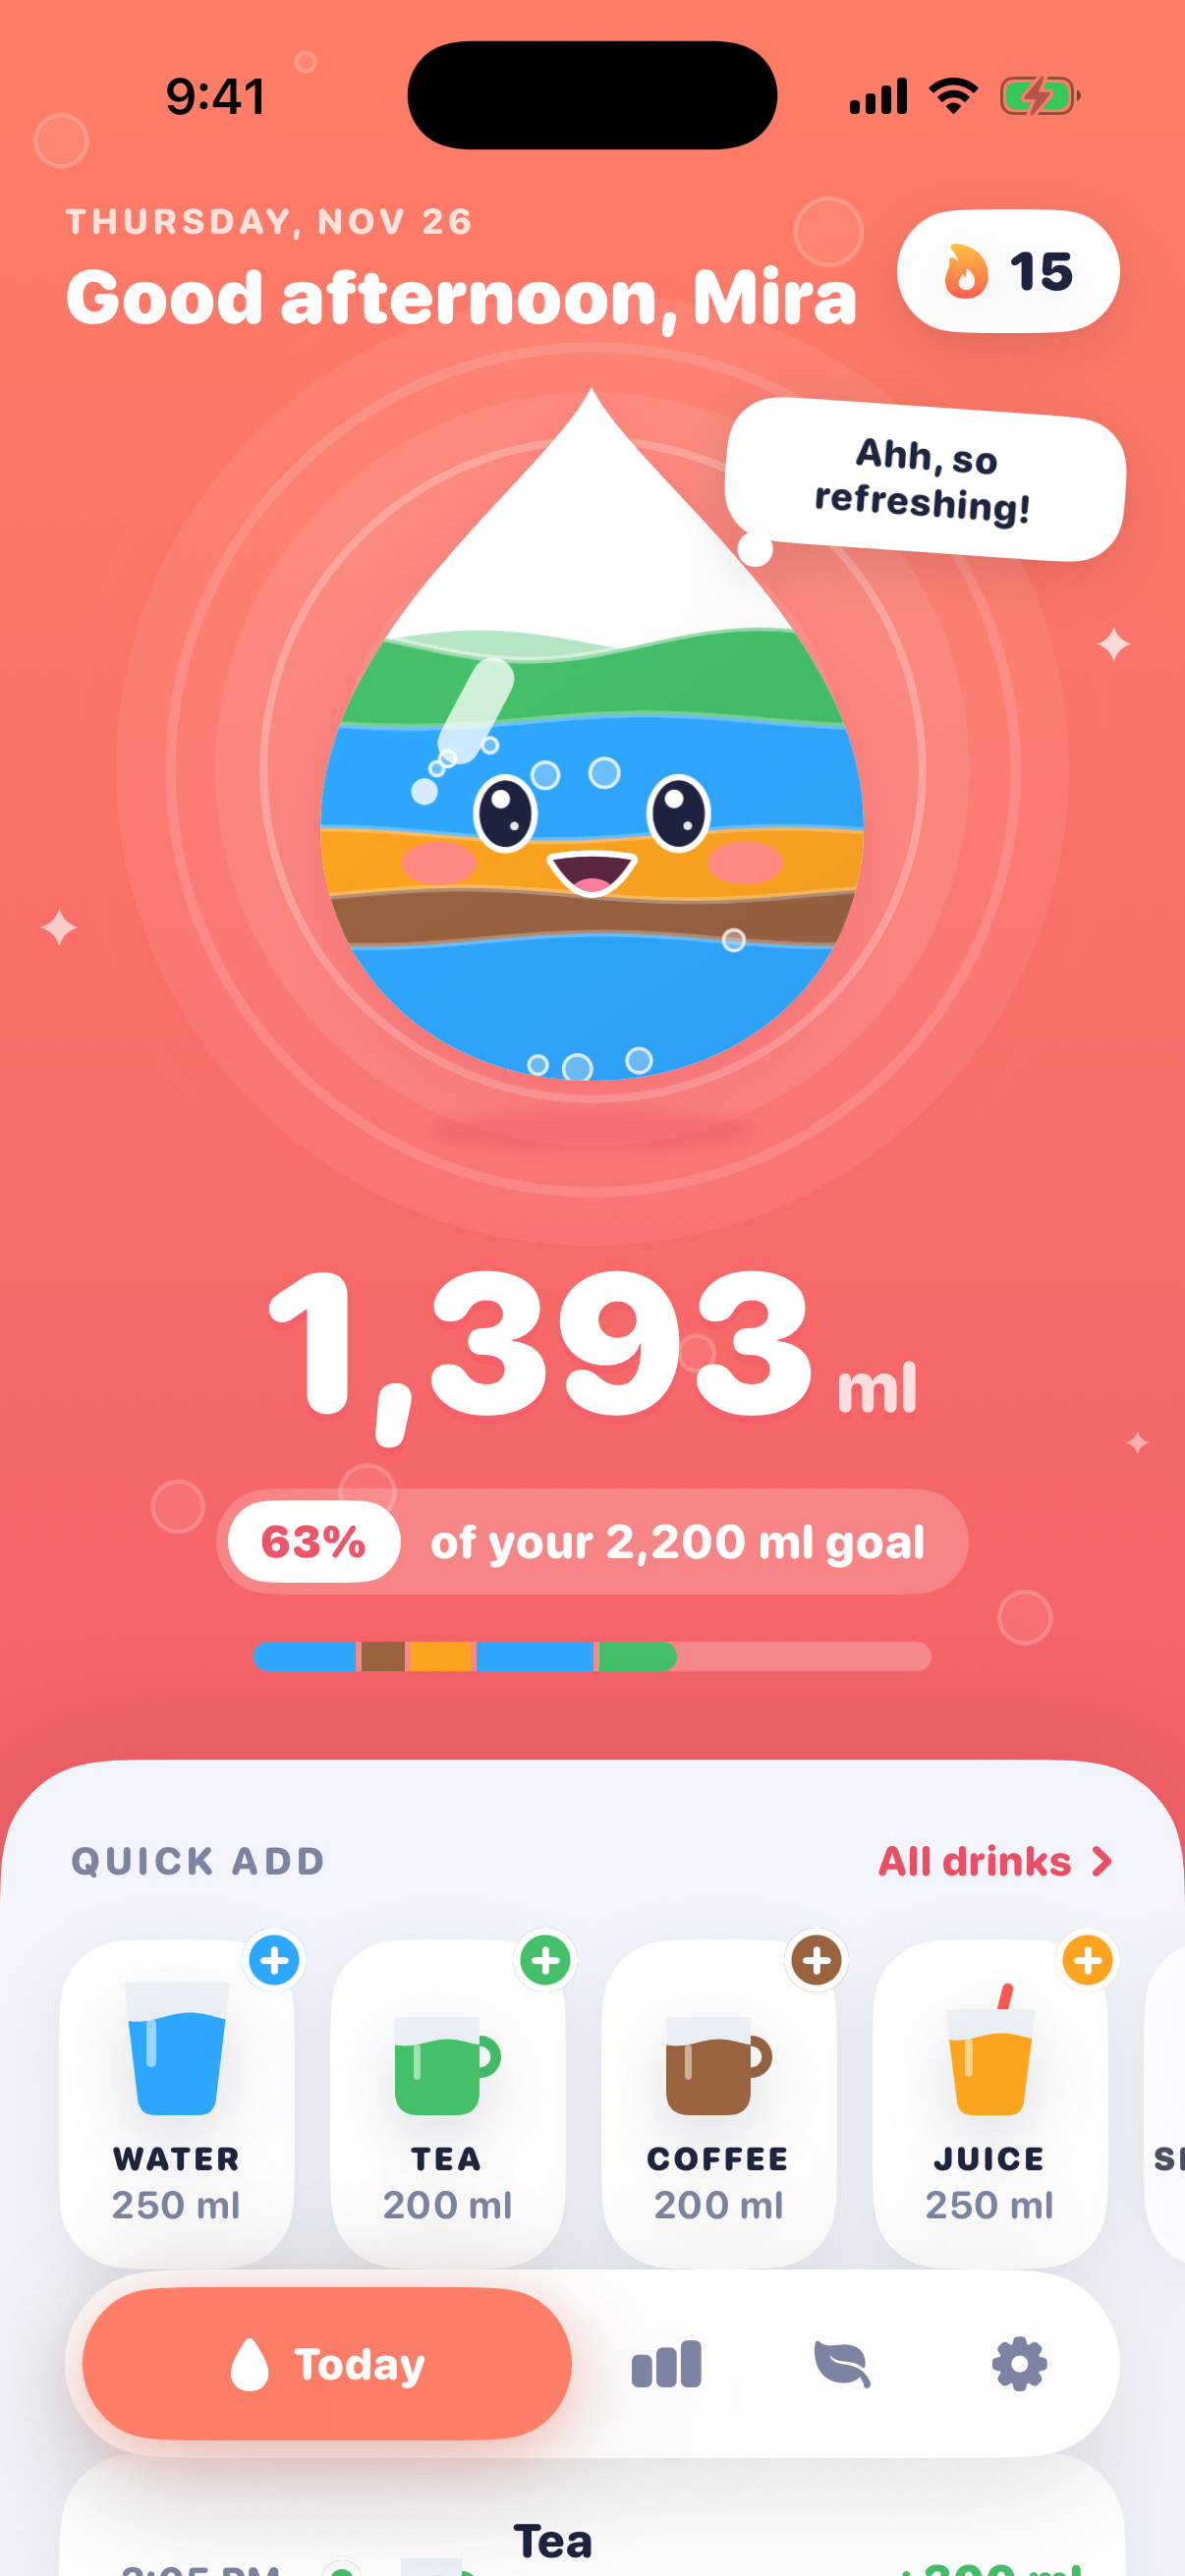 9:41
THURSDAY, NOV 26
Good afternoon, Mira
15
Ahh, so
refreshing!
1,393 ml
63% of your 2,200 ml goal
QUICK ADD
All drinks
WATER
250 ml
TEA
200 ml
COFFEE
200 ml
JUICE
250 ml
Today
Tea